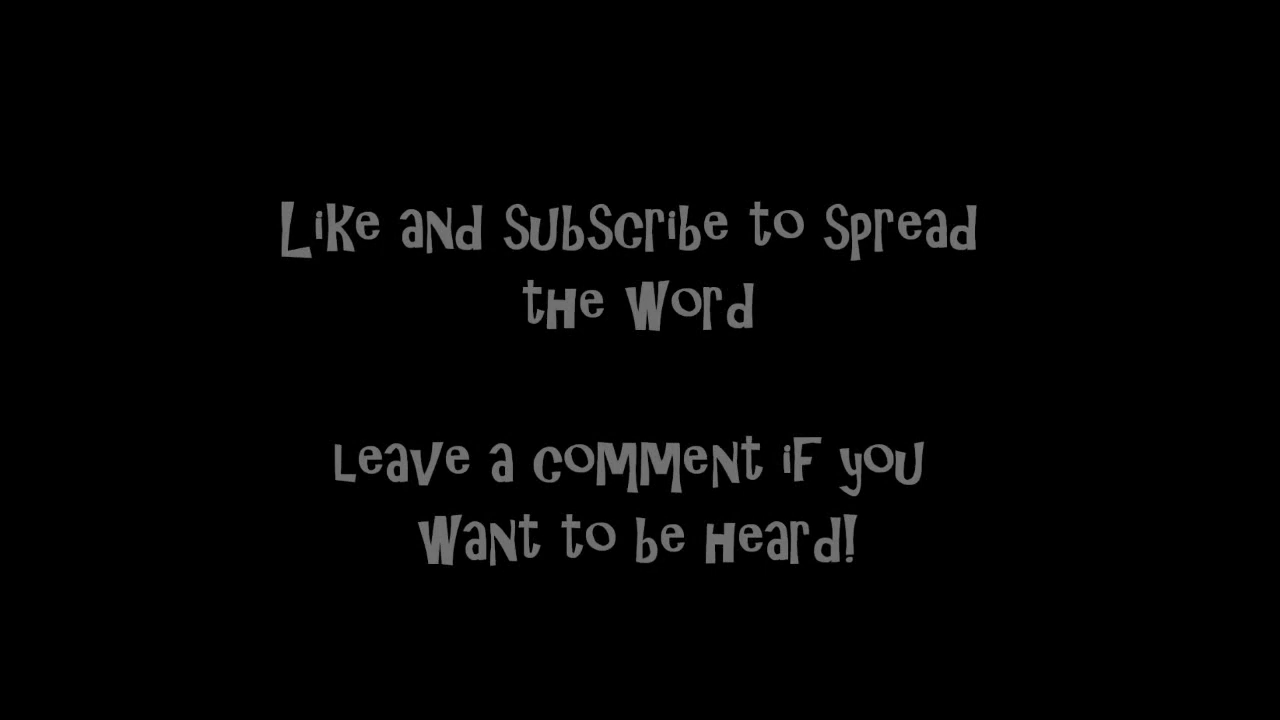 Like and Subscribe to Spread
the Word
Leave a comment if you
want to be heard!